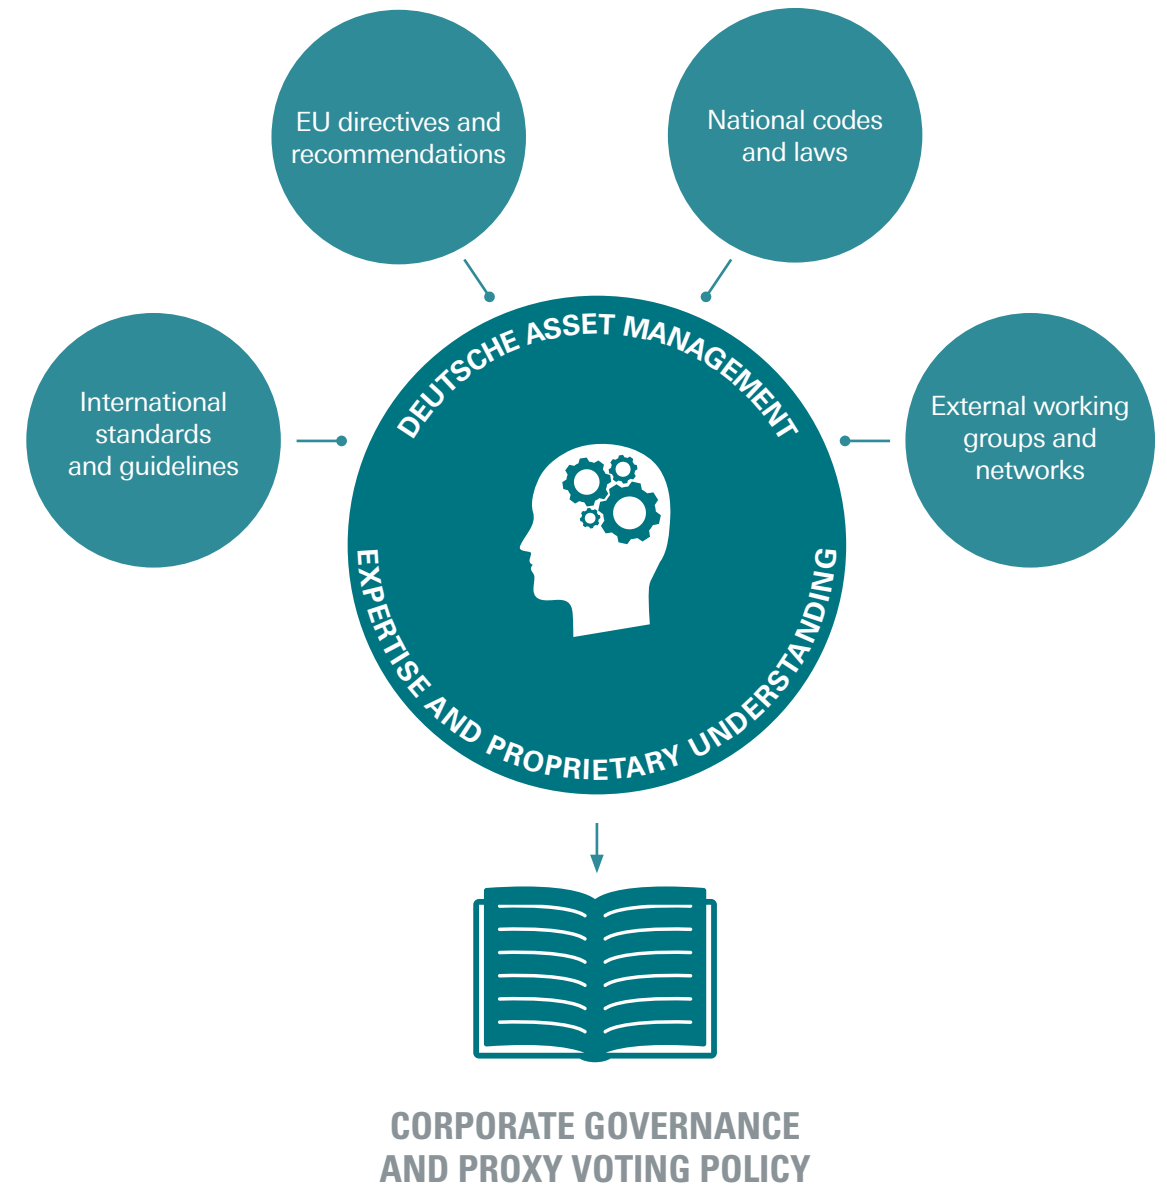 EU directives and
recommendations
National codes
and laws
International
standards
and guidelines
External working
groups and
networks
DEUTSCHE ASSET MANAGEMENT
EXPERTISE AND PROPRIETARY UNDERSTANDING
CORPORATE GOVERNANCE
AND PROXY VOTING POLICY